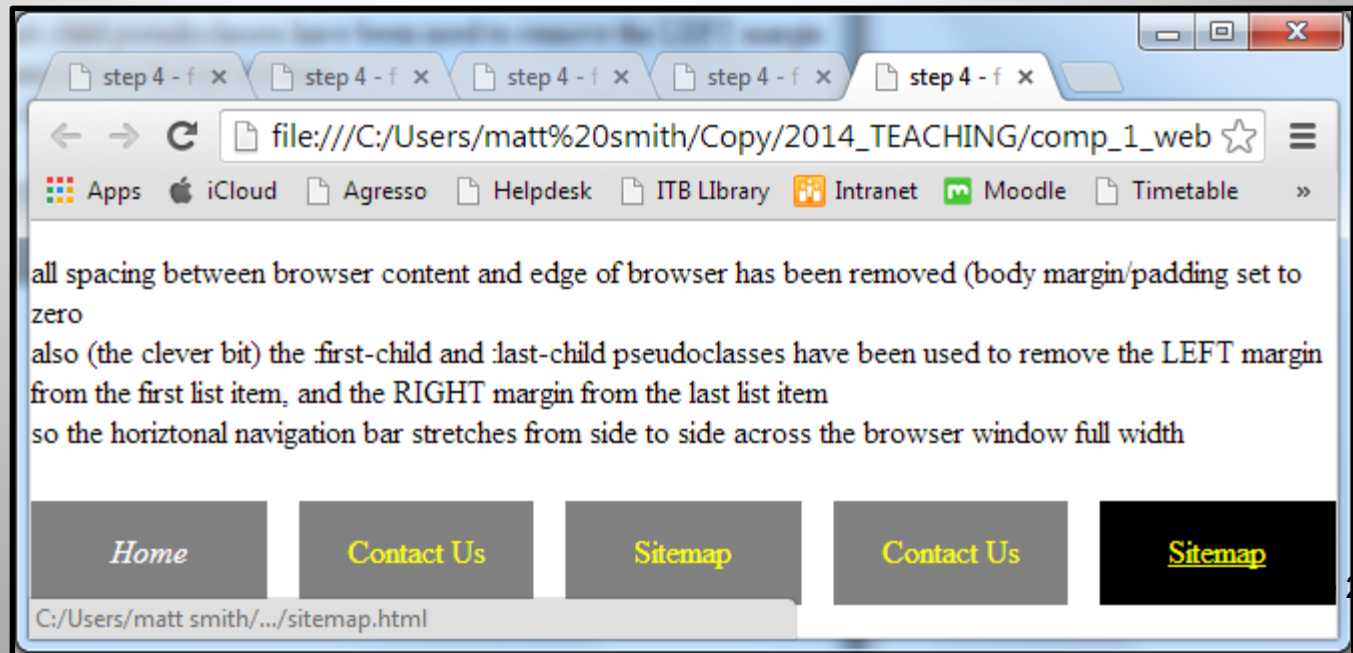 step 4 - f step 4 - f step 4 - f step 4 - f step 4 - f
file:///C:/Users/matt%20smith/Copy/2014_TEACHING/comp_1_web
Apps iCloud Agresso Helpdesk ITB LIbrary Intranet Moodle Timetable »
all spacing between browser content and edge of browser has been removed (body margin/padding set to
zero
also (the clever bit) the :first-child and :last-child pseudoclasses have been used to remove the LEFT margin
from the first list item, and the RIGHT margin from the last list item
so the horiztonal navigation bar stretches from side to side across the browser window full width
Home Contact Us Sitemap Contact Us Sitemap
C:/Users/matt smith/.../sitemap.html